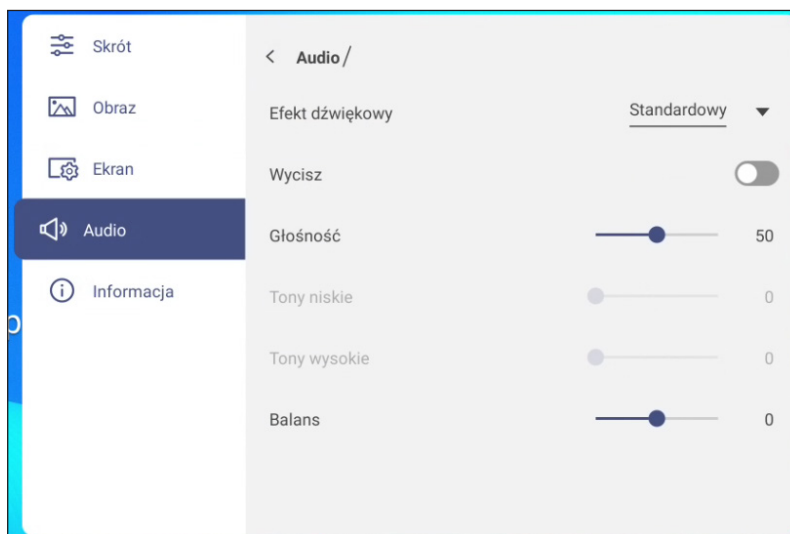 Skrót
Obraz
Ekran
Audio
Informacja
p
< Audio/
Efekt dźwiękowy Standardowy
Wycisz
Głośność 50
Tony niskie 0
Tony wysokie 0
Balans 0